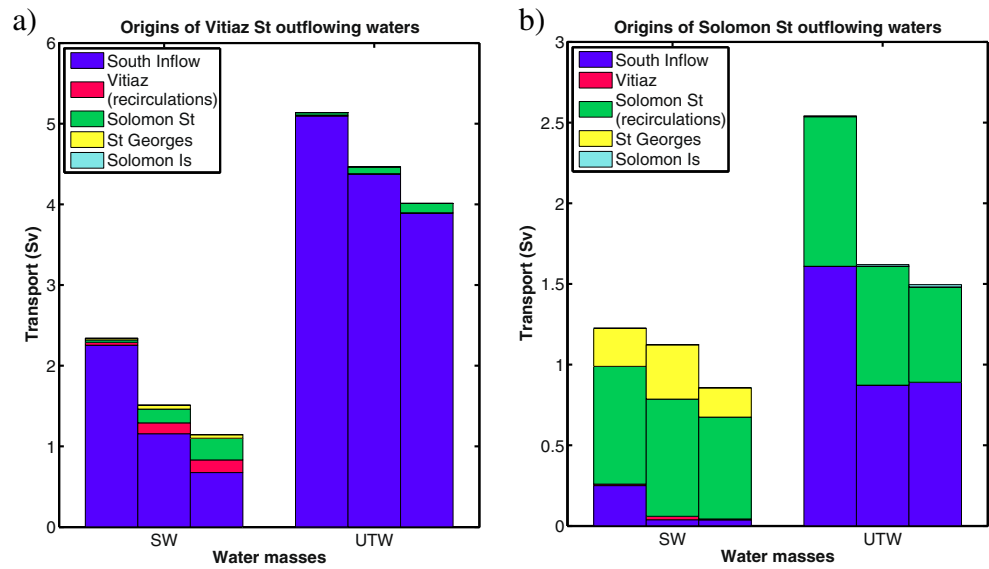 a)
Origins of Vitiaz St outflowing waters
6
5
4
3
2
1
0
Transport (Sv)
South Inflow
Vitiaz
(recirculations)
Solomon St
St Georges
Solomon Is
SW
UTW
Water masses
b)
Origins of Solomon St outflowing waters
3
2.5
2
1.5
1
0.5
0
Transport (Sv)
South Inflow
Vitiaz
Solomon St
(recirculations)
St Georges
Solomon Is
SW
UTW
Water masses